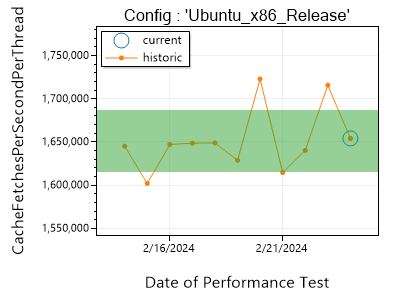 Config : 'Ubuntu_x86_Release'
CacheFetchesPerSecondPerThread
1,750,000
1,700,000
1,650,000
1,600,000
1,550,000
current
historic
2/16/2024
2/21/2024
Date of Performance Test